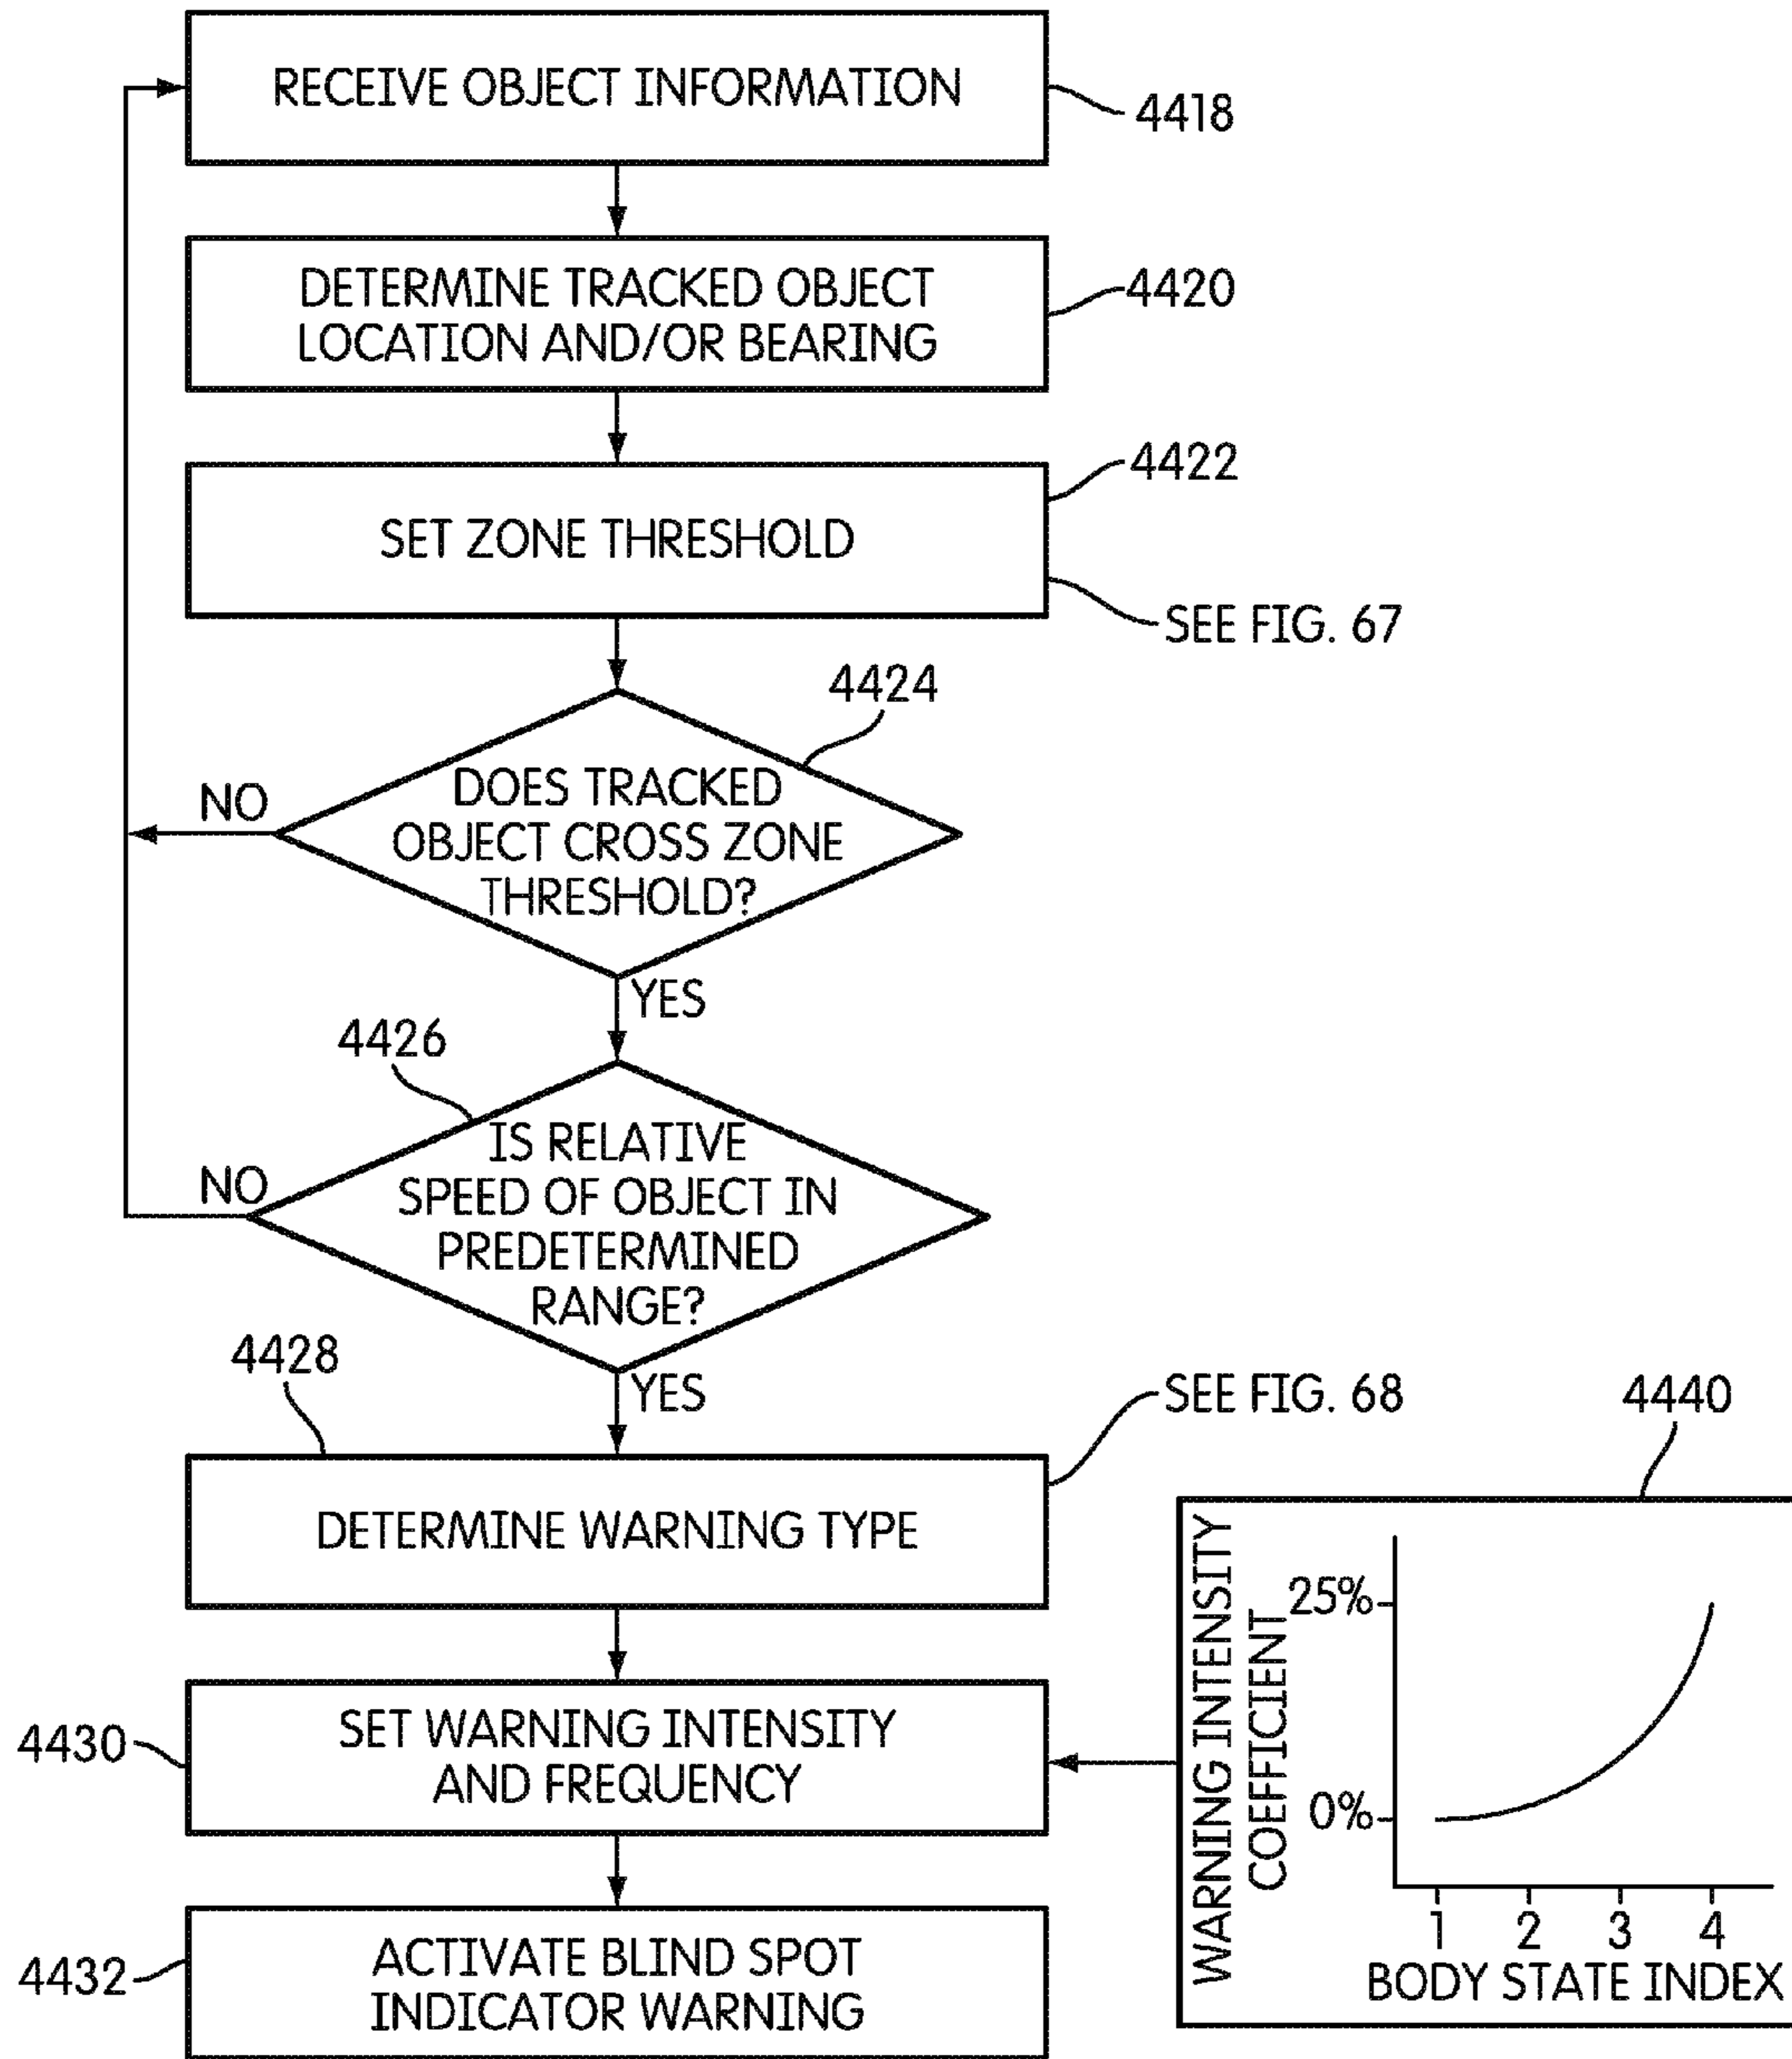 RECEIVE OBJECT INFORMATION
4418
DETERMINE TRACKED OBJECT
LOCATION AND/OR BEARING
4420
4422
SET ZONE THRESHOLD
SEE FIG. 67
4424
DOES TRACKED
OBJECT CROSS ZONE
THRESHOLD?
NO
YES
4426
IS RELATIVE
SPEED OF OBJECT IN
PREDETERMINED
RANGE?
NO
YES
4428
SEE FIG. 68
DETERMINE WARNING TYPE
4440
WARNING INTENSITY
COEFFICIENT
25%
0%
1 2 3 4
BODY STATE INDEX
4430
SET WARNING INTENSITY
AND FREQUENCY
4432
ACTIVATE BLIND SPOT
INDICATOR WARNING